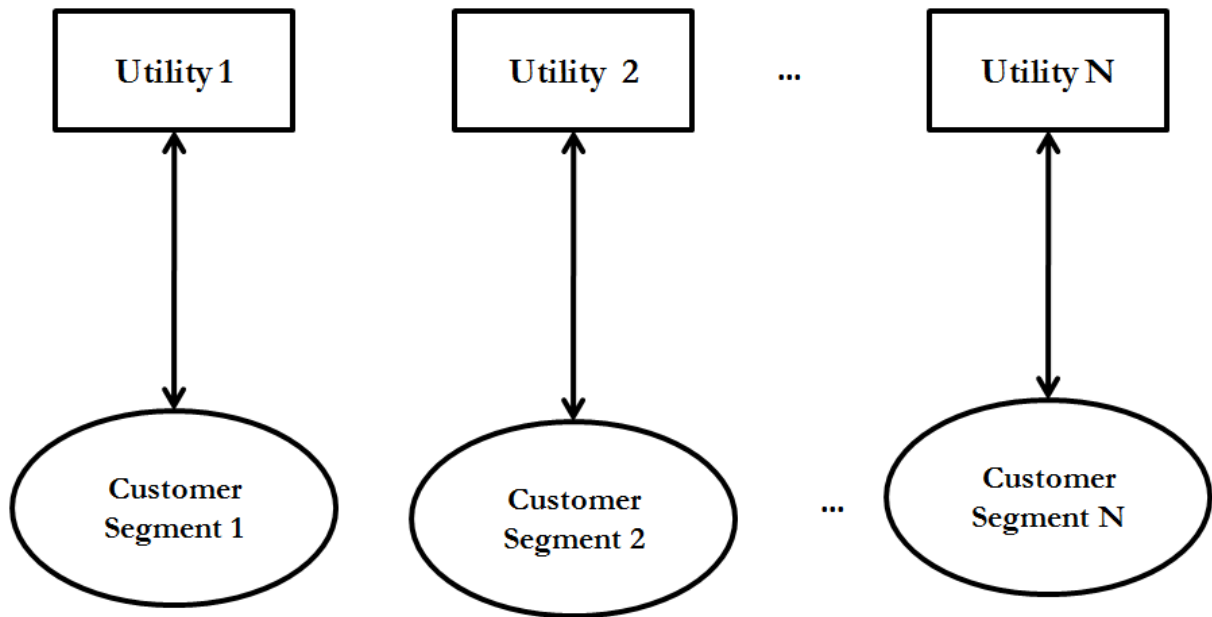 Utility 1
Utility 2
...
Utility N
Customer
Segment 1
Customer
Segment 2
...
Customer
Segment N